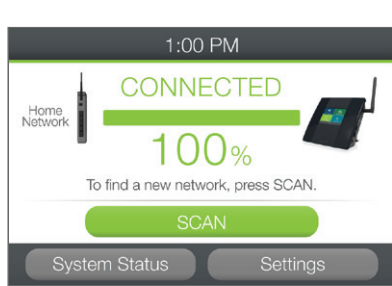 1:00 PM
CONNECTED
Home
Network
100%
To find a new network, press SCAN.
SCAN
System Status
Settings